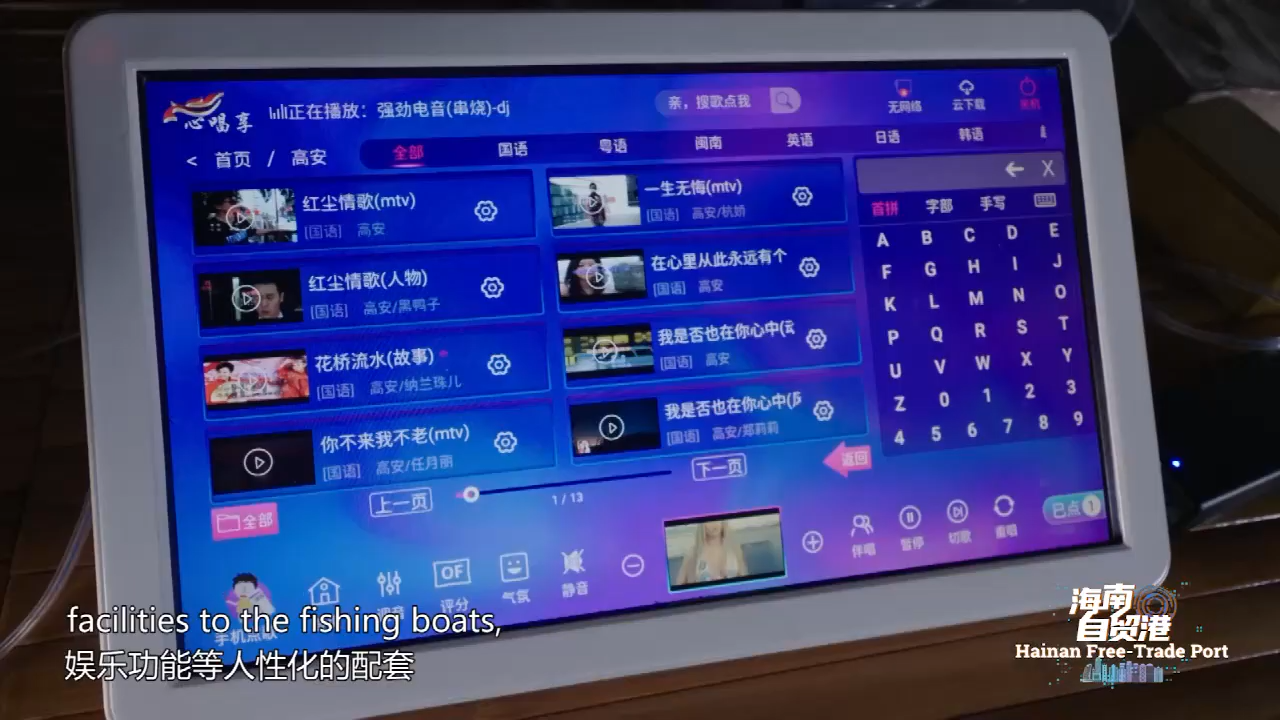 心唱享
正在播放：强劲电音(串烧)-dj
亲，搜歌点我
无网络
云下载
关机
< 首页 / 高安
全部
国语
粤语
闽南
英语
日语
韩语
红尘情歌(mtv)
[国语] 高安
一生无悔(mtv)
[国语] 高安/杭娇
红尘情歌(人物)
[国语] 高安/黑鸭子
在心里从此永远有个
[国语] 高安
花桥流水(故事)
[国语] 高安/纳兰珠儿
我是否也在你心中(
[国语] 高安
你不来我不老(mtv)
[国语] 高安/任月丽
我是否也在你心中(
[国语] 高安/郑莉莉
X
首拼 字部 手写
A B C D E
F G H I J
K L M N O
P Q R S T
U V W X Y
Z 0 1 2 3
4 5 6 7 8 9
上一页
1 / 13
下一页
返回
全部
手机点歌
调音
OF
评分
气氛
静音
伴唱
暂停
切歌
重唱
已点 1
facilities to the fishing boats,
娱乐功能等人性化的配套
海南
自贸港
Hainan Free-Trade Port